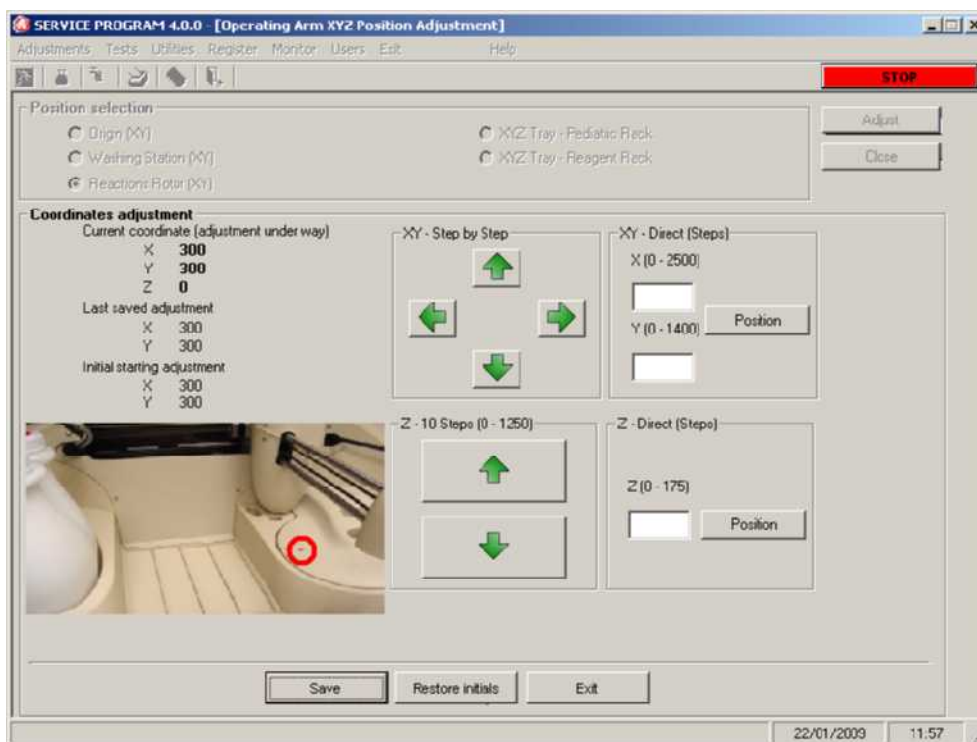 SERVICE PROGRAM 4.0.0 - [Operating Arm XYZ Position Adjustment]
Adjustments Tests Utilities Register Monitor Users Exit Help
STOP
Position selection
Origin (XY)
XYZ Tray - Pediatric Rack
Adjust
Washing Station (XY)
XYZ Tray - Reagent Rack
Close
Reactions Rotor (XY)
Coordinates adjustment
Current coordinate (adjustment under way)
X 300
Y 300
Z 0
Last saved adjustment
X 300
Y 300
Initial starting adjustment
X 300
Y 300
XY - Step by Step
XY - Direct (Steps)
X (0 - 2500)
Position
Y (0 - 1400)
Z - 10 Steps (0 - 1250)
Z - Direct (Steps)
Z (0 - 175)
Position
Save Restore initials Exit
22/01/2009 11:57